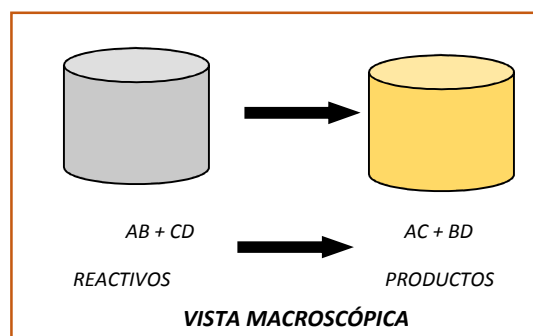 AB + CD AC + BD
REACTIVOS PRODUCTOS
VISTA MACROSCÓPICA